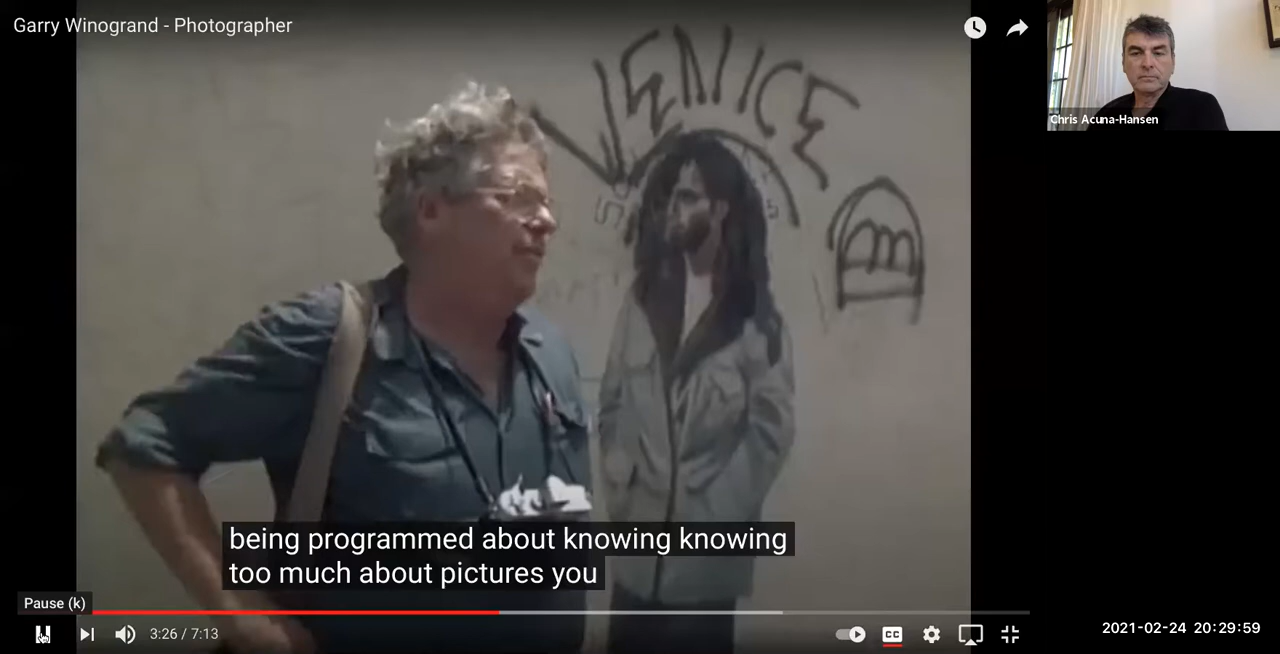 Garry Winogrand - Photographer
Chris Acuna-Hansen
VENICE
being programmed about knowing knowing
too much about pictures you
Pause (k)
3:26 / 7:13
CC
2021-02-24 20:29:59